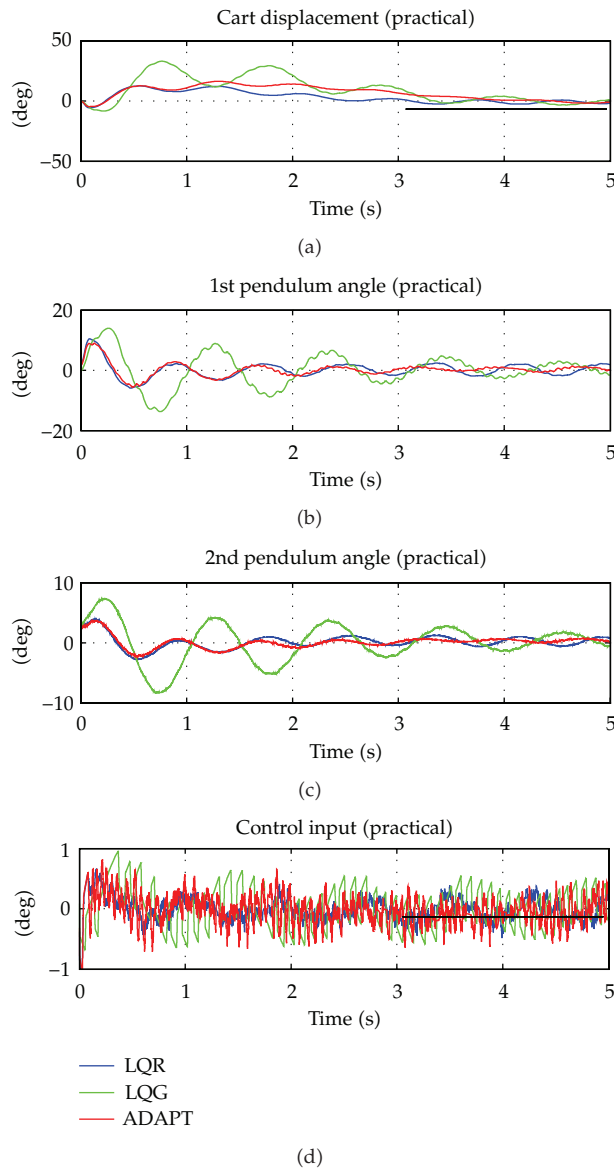 Cart displacement (practical)
50
0
−50
(deg)
0 1 2 3 4 5
Time (s)
(a)
1st pendulum angle (practical)
20
0
−20
(deg)
0 1 2 3 4 5
Time (s)
(b)
2nd pendulum angle (practical)
10
0
−10
(deg)
0 1 2 3 4 5
Time (s)
(c)
Control input (practical)
1
0
−1
(deg)
0 1 2 3 4 5
Time (s)
LQR
LQG
ADAPT
(d)